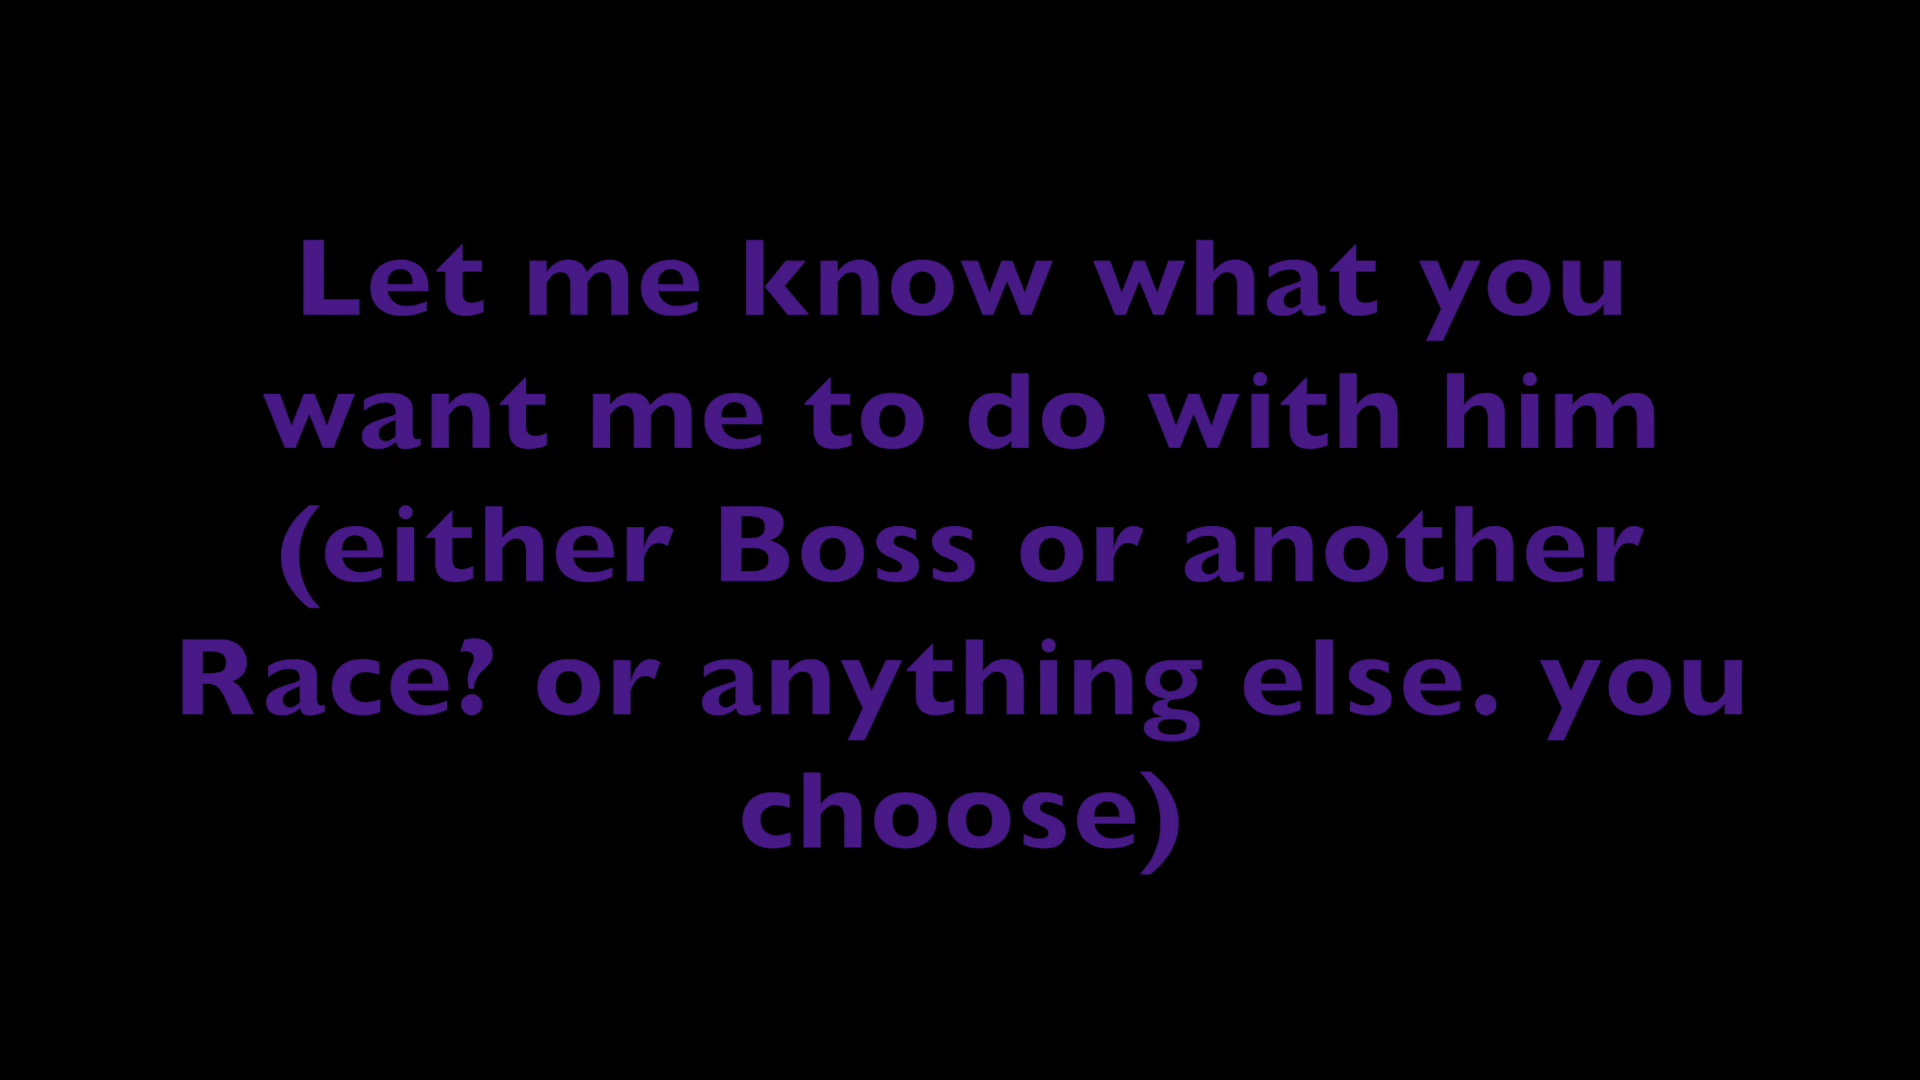 Let me know what you
want me to do with him
(either Boss or another
Race? or anything else. you
choose)